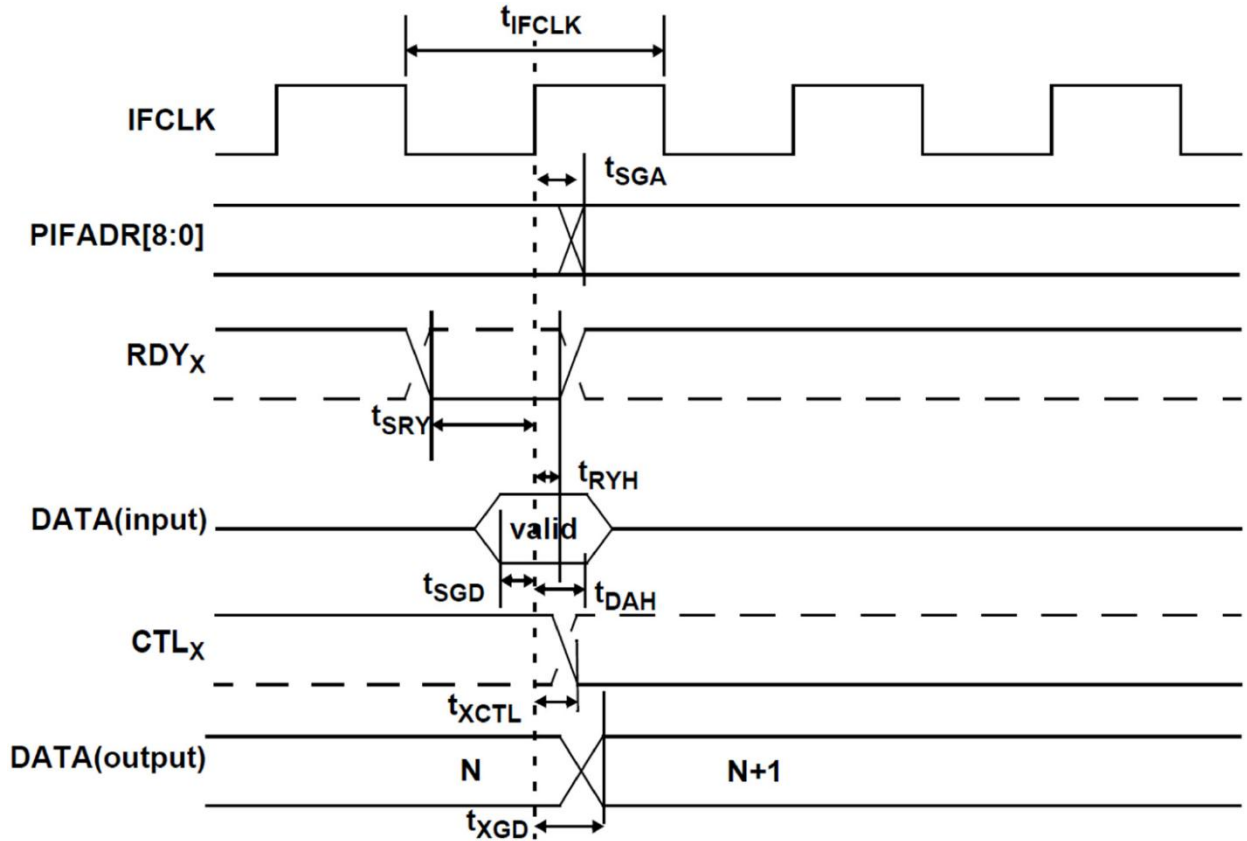 tIFCLK
IFCLK
tSGA
PIFADR[8:0]
RDYX
tSRY
tRYH
DATA(input)
valid
tSGD
tDAH
CTLX
tXCTL
DATA(output)
N
N+1
tXGD